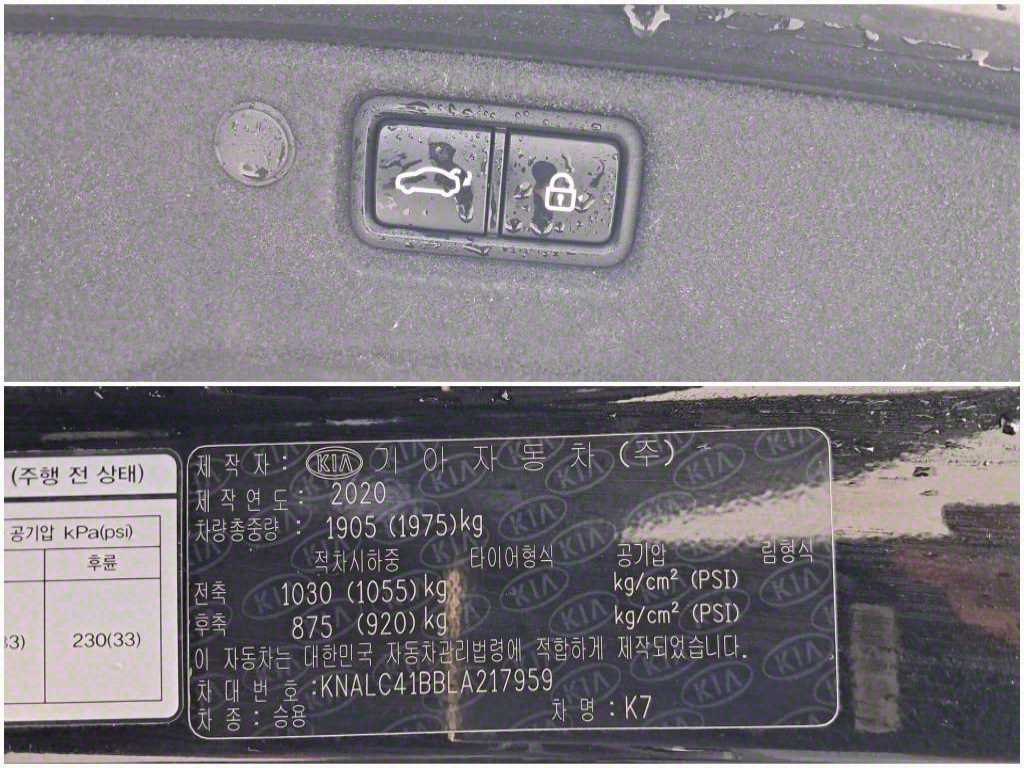 (주행 전 상태)
공기압 kPa(psi)
후륜
33)
230(33)
제 작 자 : KIA 기 아 자 동 차 (주)
제 작 연 도 : 2020
차량총중량 : 1905 (1975)kg
적차시하중 타이어형식 공기압 림형식
전축 1030 (1055)kg kg/cm² (PSI)
후축 875 (920)kg kg/cm² (PSI)
이 자동차는 대한민국 자동차관리법령에 적합하게 제작되었습니다.
차 대 번 호 :KNALC41BBLA217959
차 종 : 승용 차 명 : K7